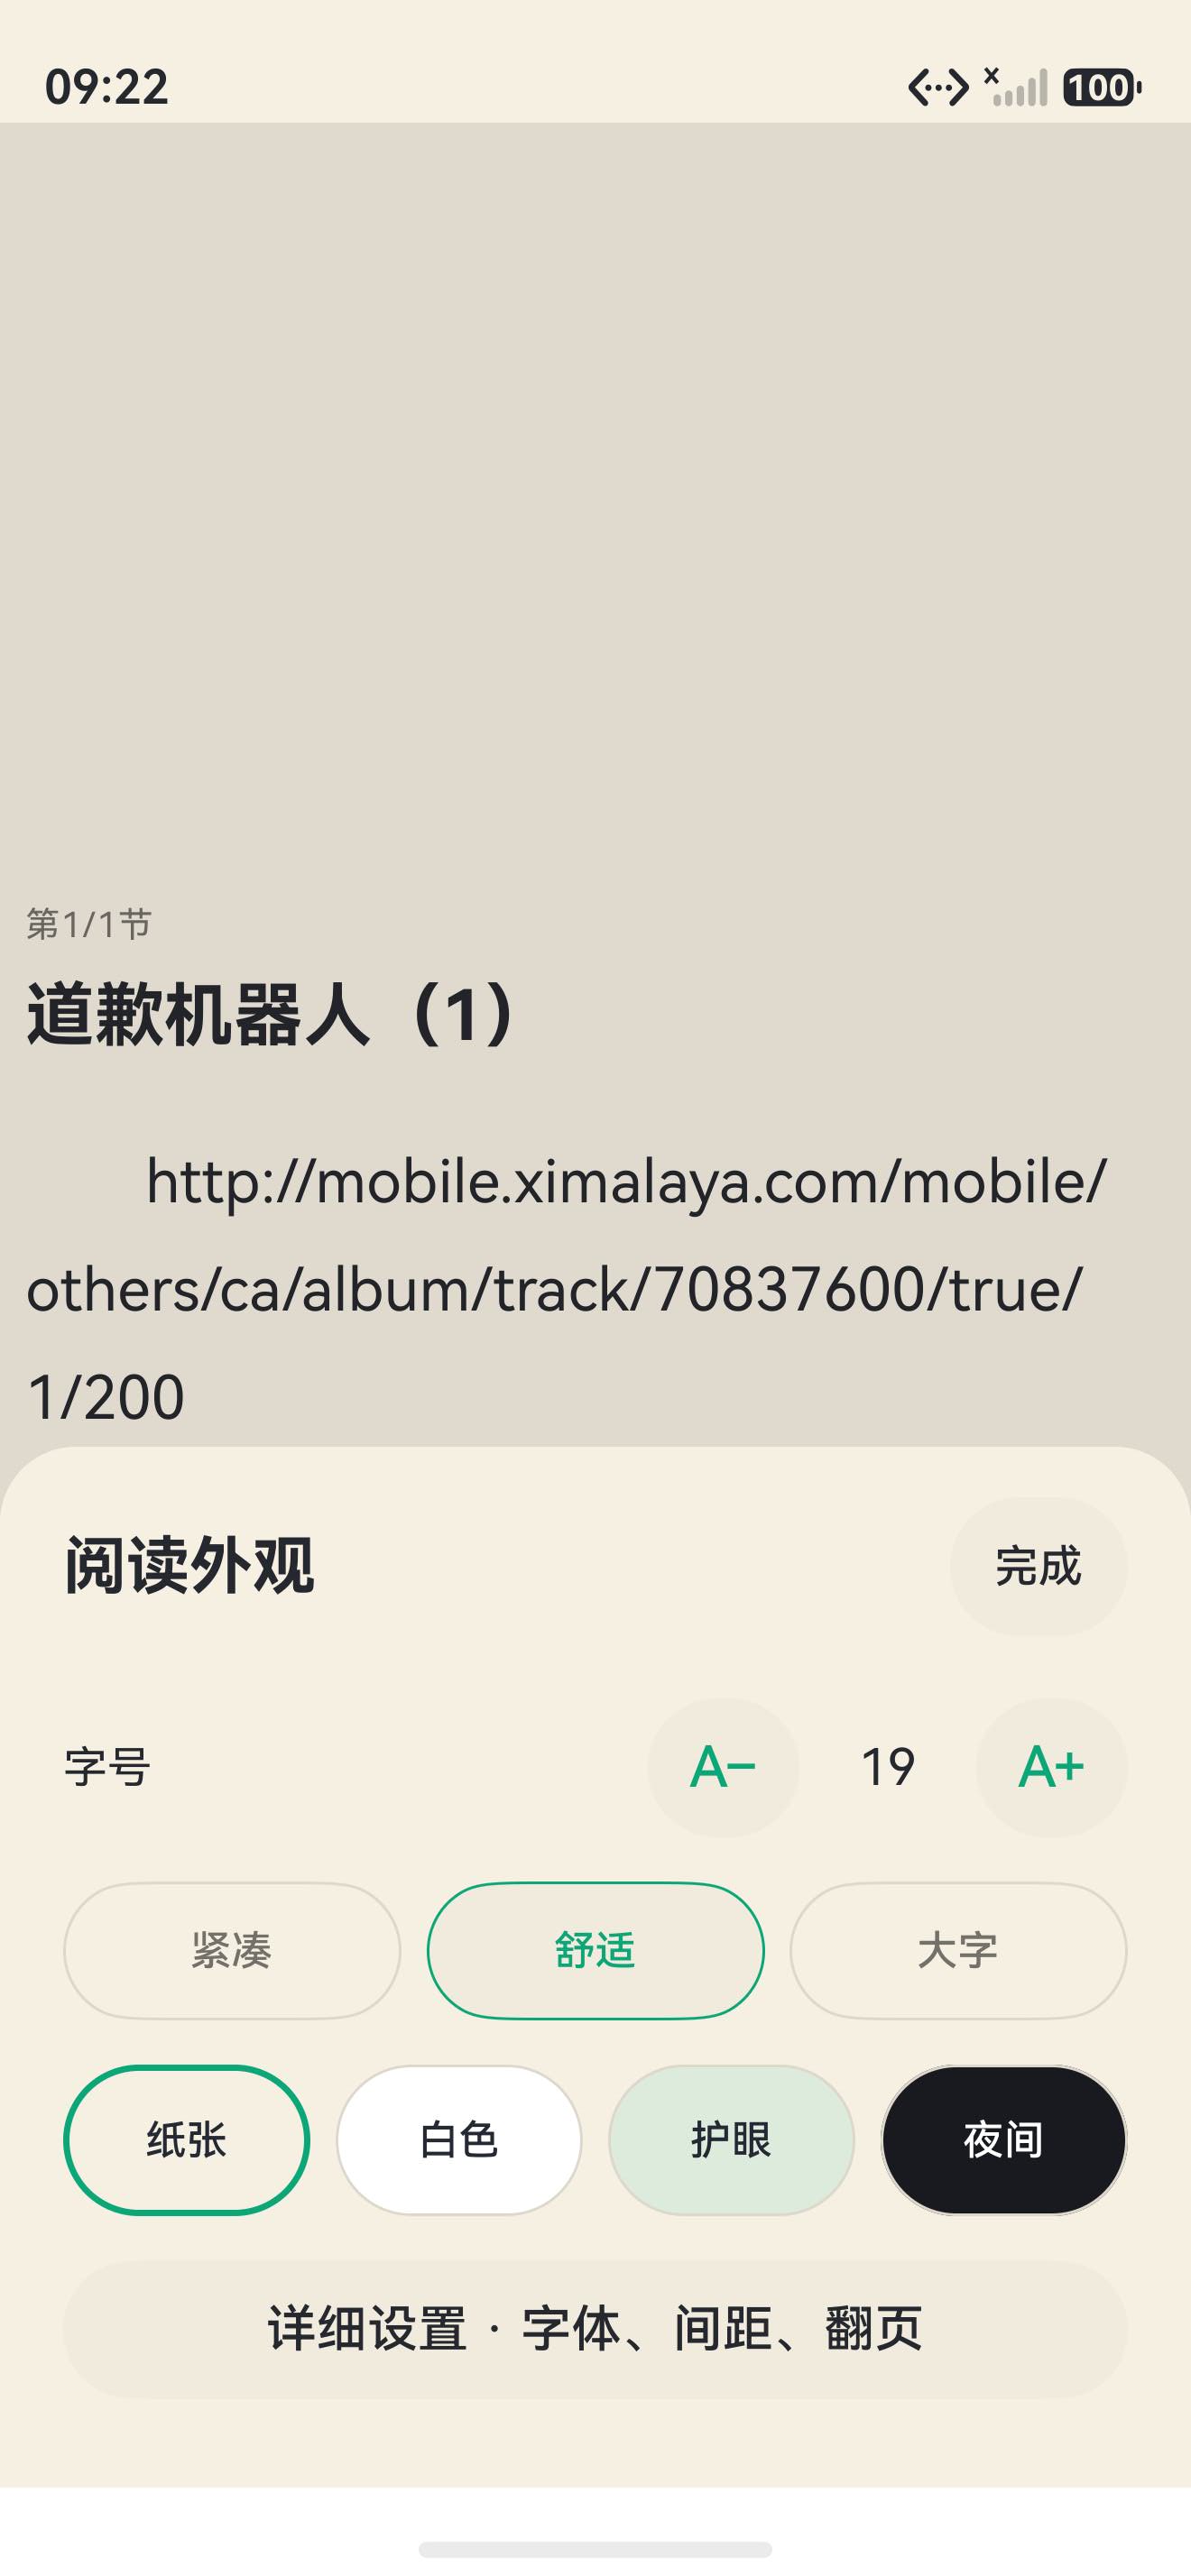 09:22
100
第1/1节
道歉机器人（1）
http://mobile.ximalaya.com/mobile/
others/ca/album/track/70837600/true/
1/200
阅读外观
完成
字号
A−
19
A+
紧凑
舒适
大字
纸张
白色
护眼
夜间
详细设置 · 字体、间距、翻页